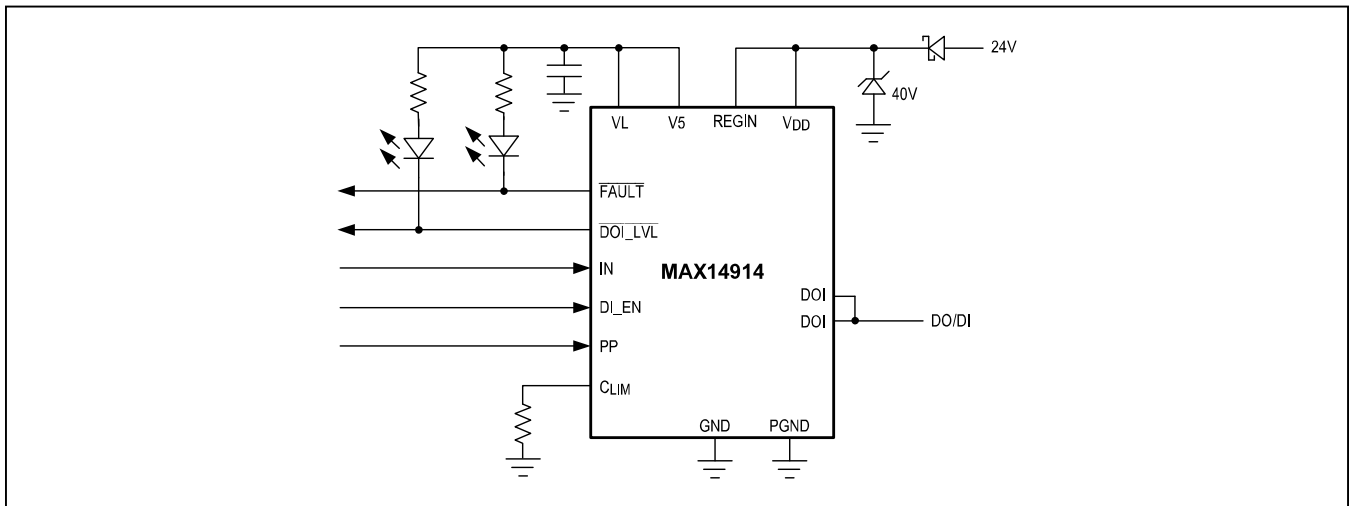 24V
40V
VL V5 REGIN VDD
FAULT
DOI_LVL
IN
MAX14914
DI_EN
DOI
DOI
DO/DI
PP
CLIM
GND PGND